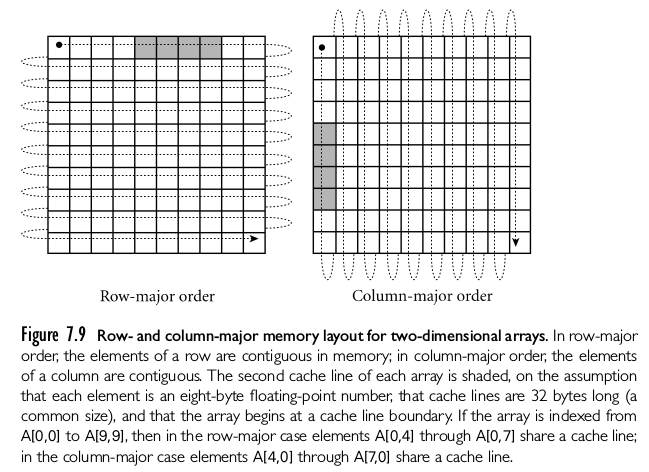 Row-major order
Column-major order
Figure 7.9 Row- and column-major memory layout for two-dimensional arrays. In row-major
order, the elements of a row are contiguous in memory; in column-major order, the elements
of a column are contiguous. The second cache line of each array is shaded, on the assumption
that each element is an eight-byte floating-point number, that cache lines are 32 bytes long (a
common size), and that the array begins at a cache line boundary. If the array is indexed from
A[0,0] to A[9,9], then in the row-major case elements A[0,4] through A[0,7] share a cache line;
in the column-major case elements A[4,0] through A[7,0] share a cache line.